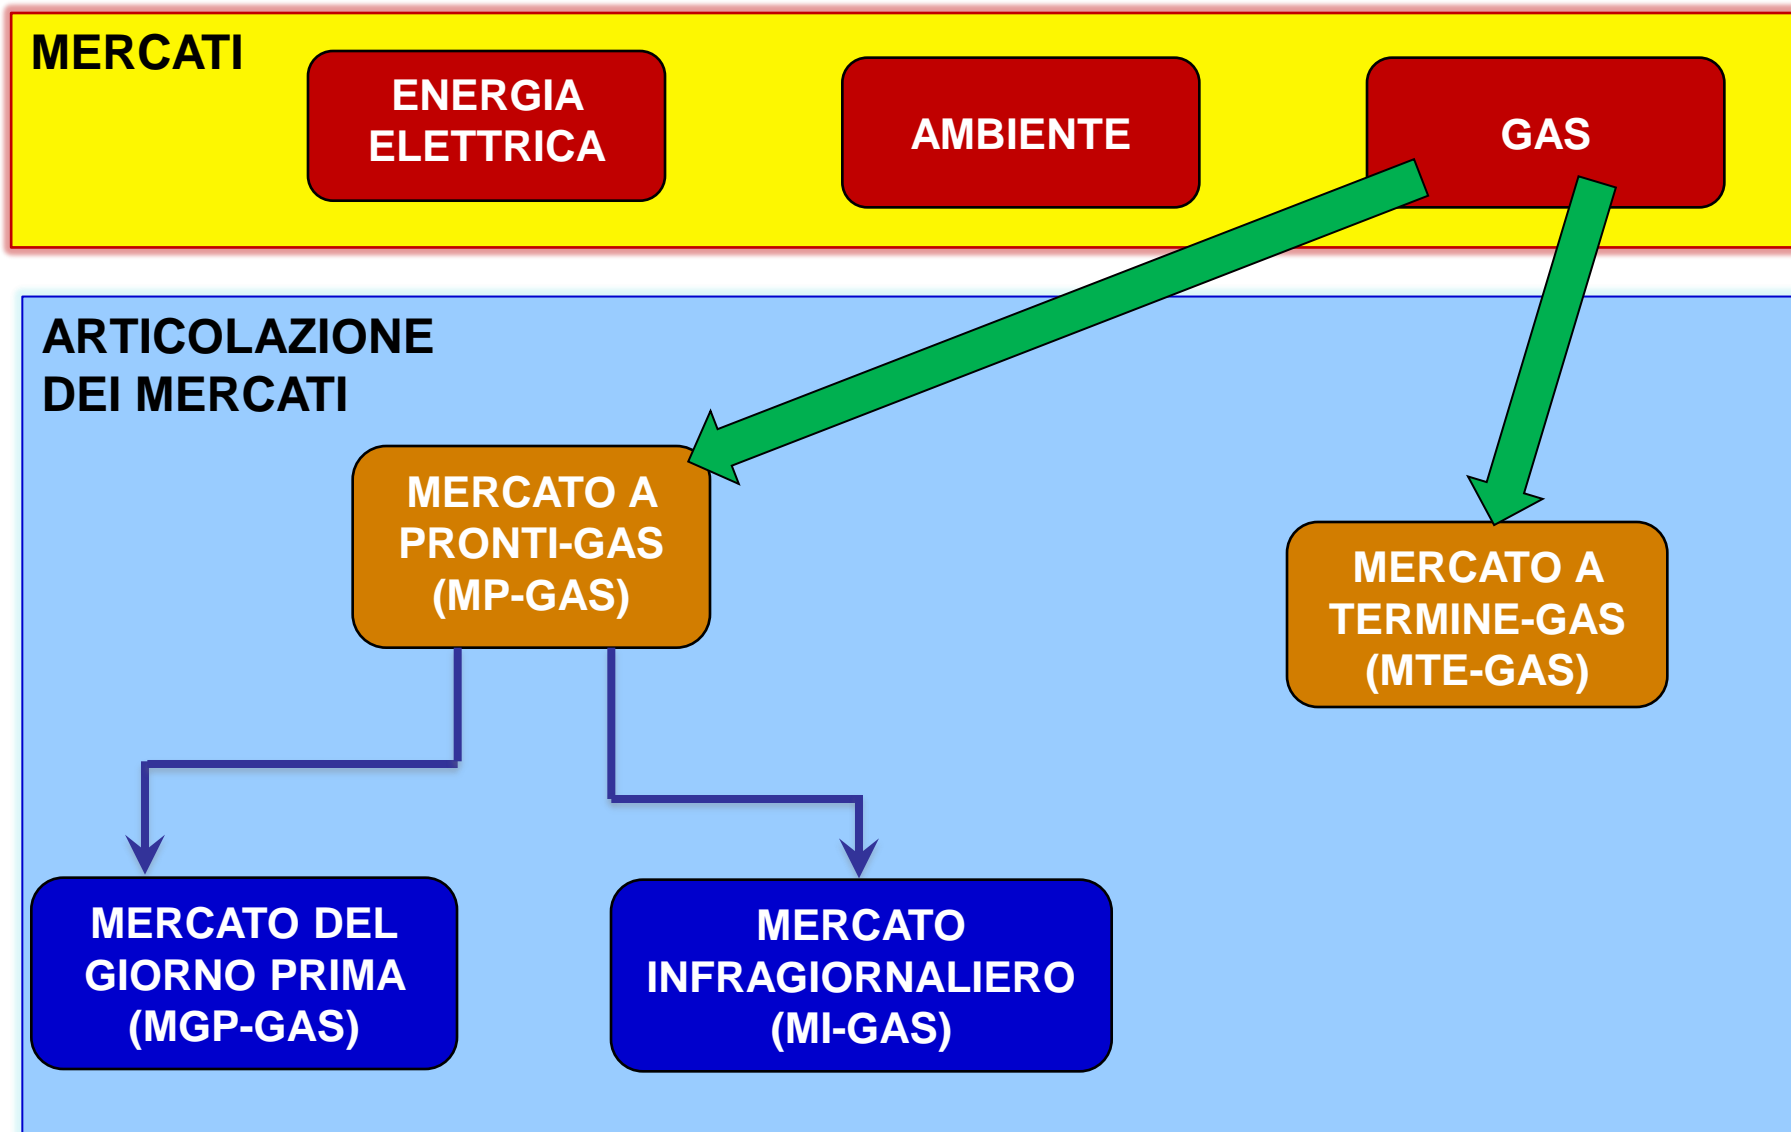 MERCATI
ENERGIA
ELETTRICA
AMBIENTE
GAS
ARTICOLAZIONE
DEI MERCATI
MERCATO A
PRONTI-GAS
(MP-GAS)
MERCATO A
TERMINE-GAS
(MTE-GAS)
MERCATO DEL
GIORNO PRIMA
(MGP-GAS)
MERCATO
INFRAGIORNALIERO
(MI-GAS)